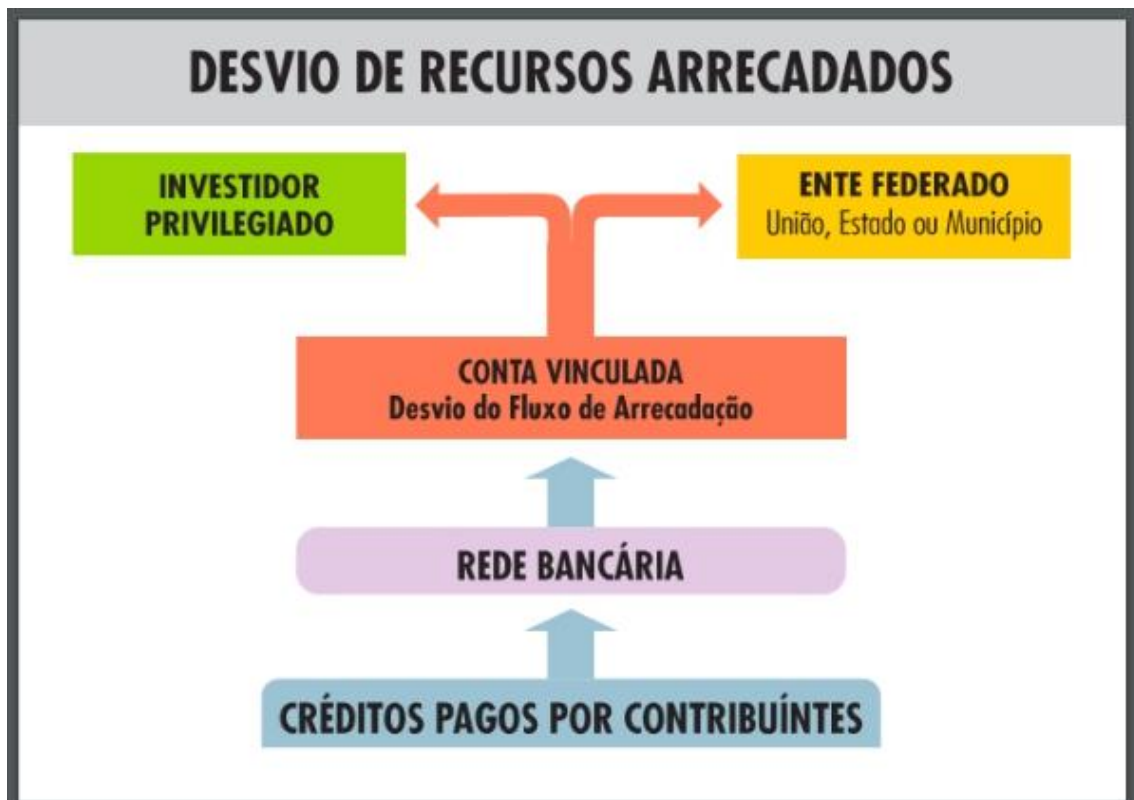 DESVIO DE RECURSOS ARRECADADOS
INVESTIDOR
PRIVILEGIADO
ENTE FEDERADO
União, Estado ou Município
CONTA VINCULADA
Desvio do Fluxo de Arrecadação
REDE BANCÁRIA
CRÉDITOS PAGOS POR CONTRIBUÍNTES